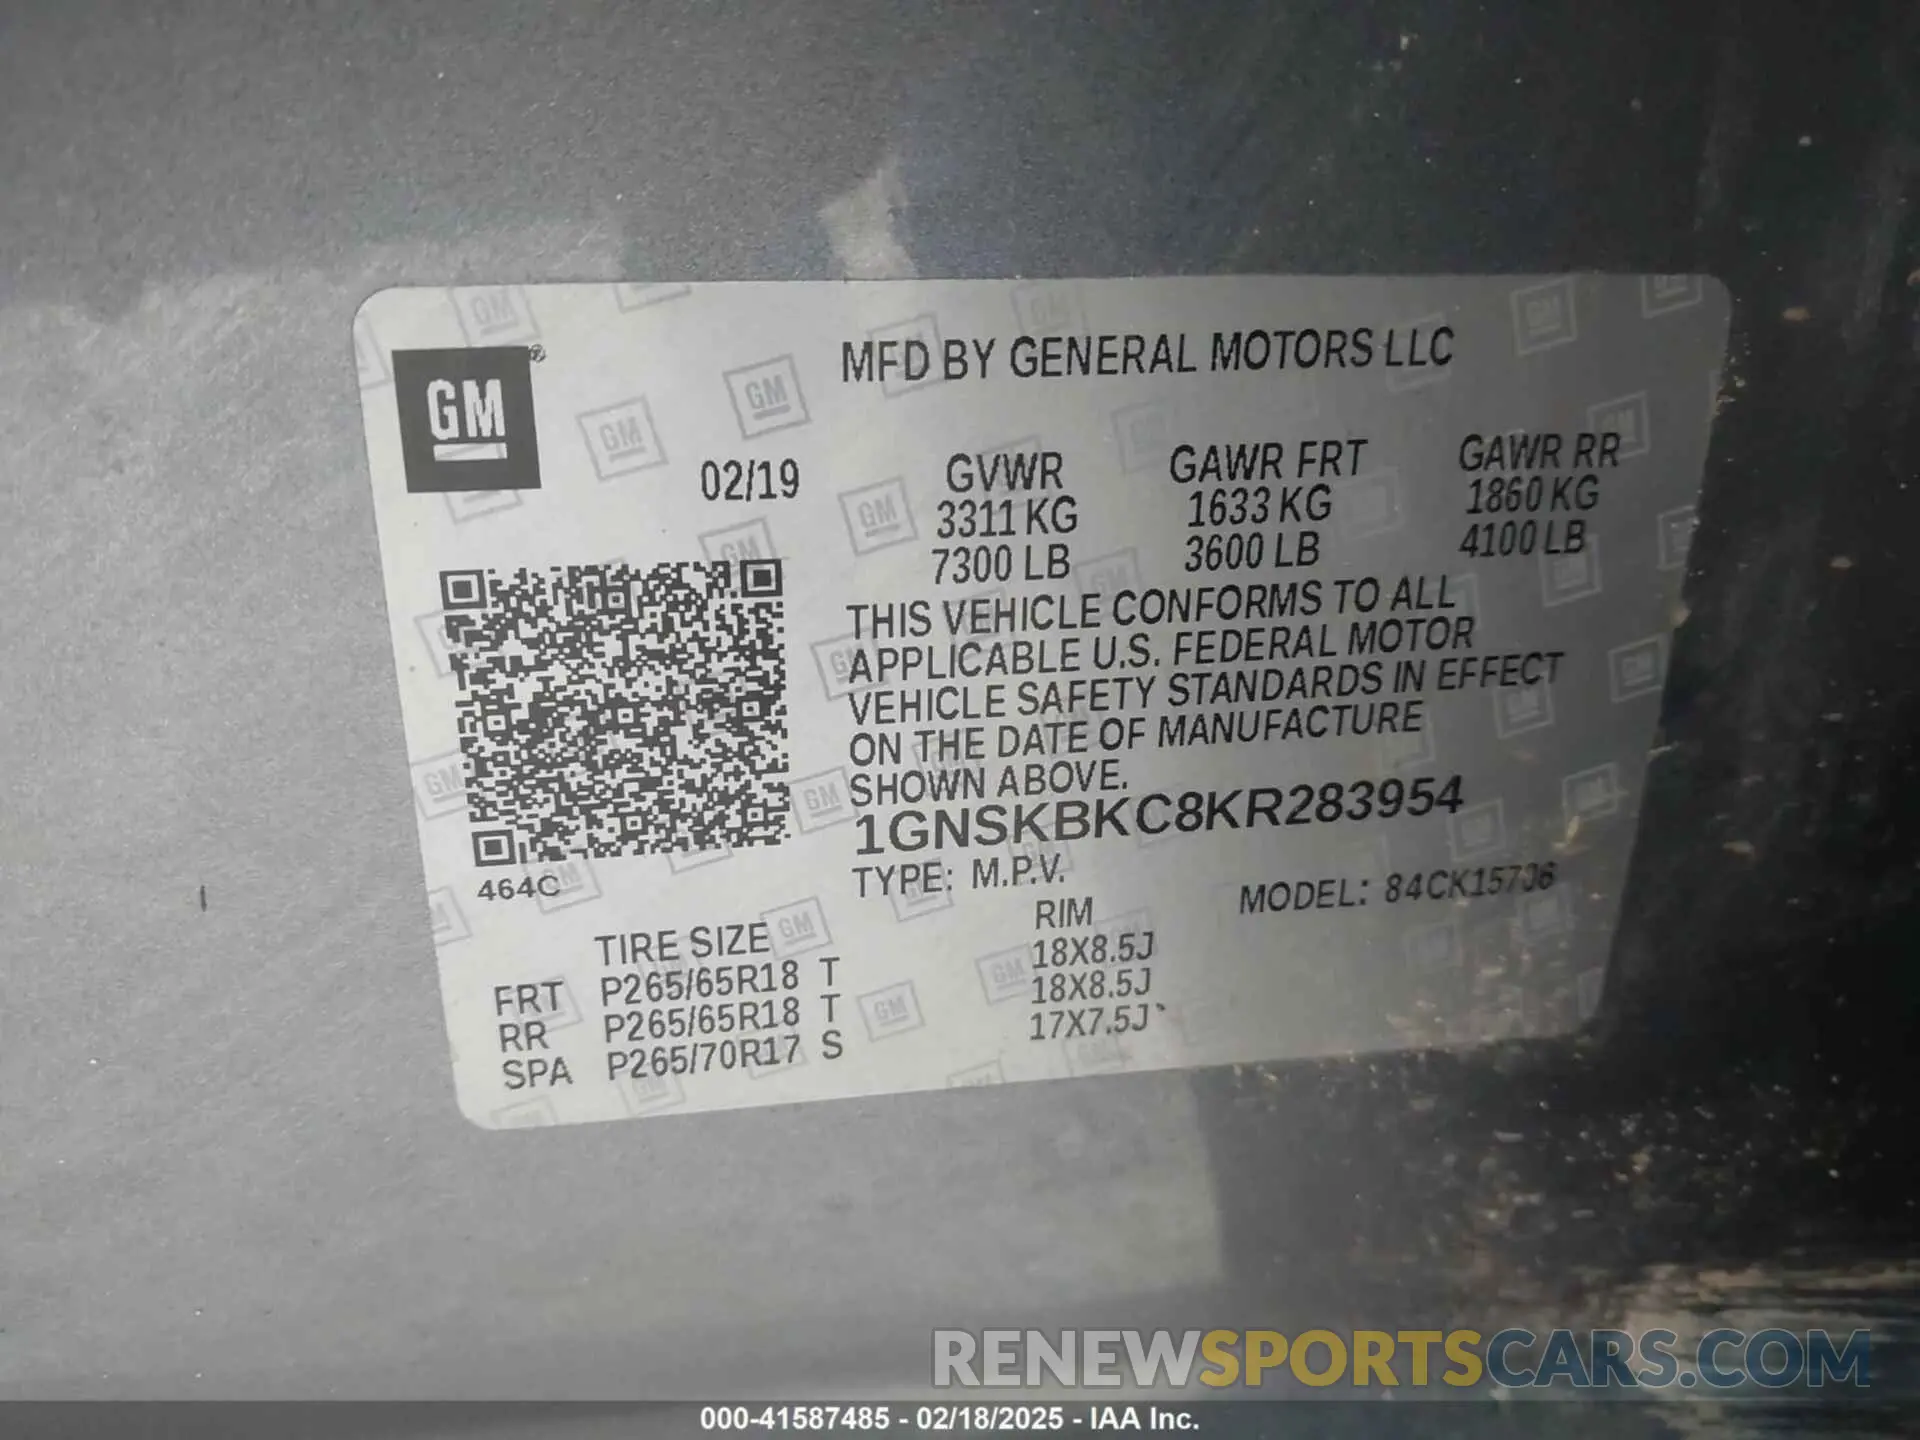 GM®
MFD BY GENERAL MOTORS LLC
02/19
GVWR GAWR FRT GAWR RR
3311 KG 1633 KG 1860 KG
7300 LB 3600 LB 4100 LB
THIS VEHICLE CONFORMS TO ALL
APPLICABLE U.S. FEDERAL MOTOR
VEHICLE SAFETY STANDARDS IN EFFECT
ON THE DATE OF MANUFACTURE
SHOWN ABOVE.
1GNSKBKC8KR283954
464C
TYPE: M.P.V. MODEL: 84CK15706
TIRE SIZE RIM
FRT P265/65R18 T 18X8.5J
RR P265/65R18 T 18X8.5J
SPA P265/70R17 S 17X7.5J
RENEWSPORTSCARS.COM
000-41587485 - 02/18/2025 - IAA Inc.